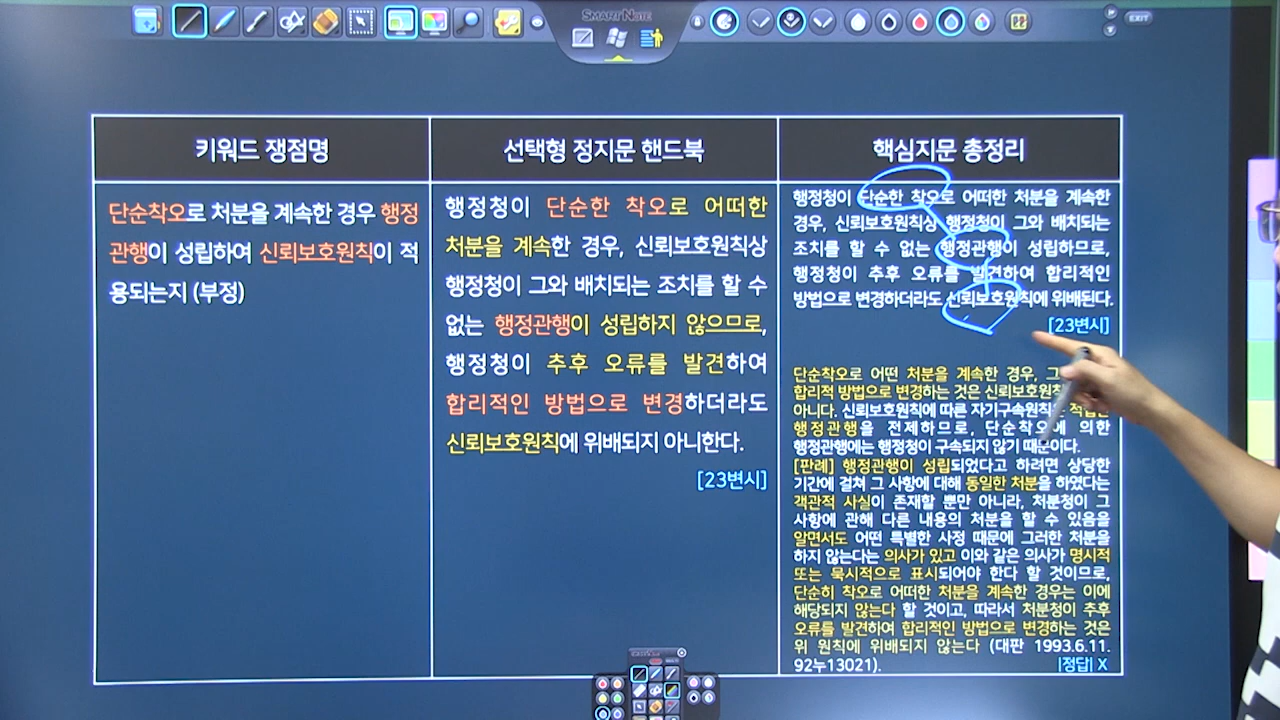 SMART NOTE
EXIT
키워드 쟁점명
선택형 정지문 핸드북
핵심지문 총정리
단순착오로 처분을 계속한 경우 행정
관행이 성립하여 신뢰보호원칙이 적
용되는지 (부정)
행정청이 단순한 착오로 어떠한
처분을 계속한 경우, 신뢰보호원칙상
행정청이 그와 배치되는 조치를 할 수
없는 행정관행이 성립하지 않으므로,
행정청이 추후 오류를 발견하여
합리적인 방법으로 변경하더라도
신뢰보호원칙에 위배되지 아니한다.
[23변시]
행정청이 단순한 착오로 어떠한 처분을 계속한
경우, 신뢰보호원칙상 행정청이 그와 배치되는
조치를 할 수 없는 행정관행이 성립하므로,
행정청이 추후 오류를 발견하여 합리적인
방법으로 변경하더라도 신뢰보호원칙에 위배된다.
[23변시]
단순착오로 어떤 처분을 계속한 경우,
합리적 방법으로 변경하는 것은 신뢰보호원칙
아니다. 신뢰보호원칙에 따른 자기구속원칙은
행정관행을 전제하므로, 단순착오에 의한
행정관행에는 행정청이 구속되지 않기 때문이다.
[판례] 행정관행이 성립되었다고 하려면 상당한
기간에 걸쳐 그 사항에 대해 동일한 처분을 하였다는
객관적 사실이 존재할 뿐만 아니라, 처분청이 그
사항에 관해 다른 내용의 처분을 할 수 있음을
알면서도 어떤 특별한 사정 때문에 그러한 처분을
하지 않는다는 의사가 있고 이와 같은 의사가 명시적
또는 묵시적으로 표시되어야 한다 할 것이므로,
단순히 착오로 어떠한 처분을 계속한 경우는 이에
해당되지 않는다 할 것이고, 따라서 처분청이 추후
오류를 발견하여 합리적인 방법으로 변경하는 것은
위 원칙에 위배되지 않는다 (대판 1993.6.11.
92누13021).
|정답| X